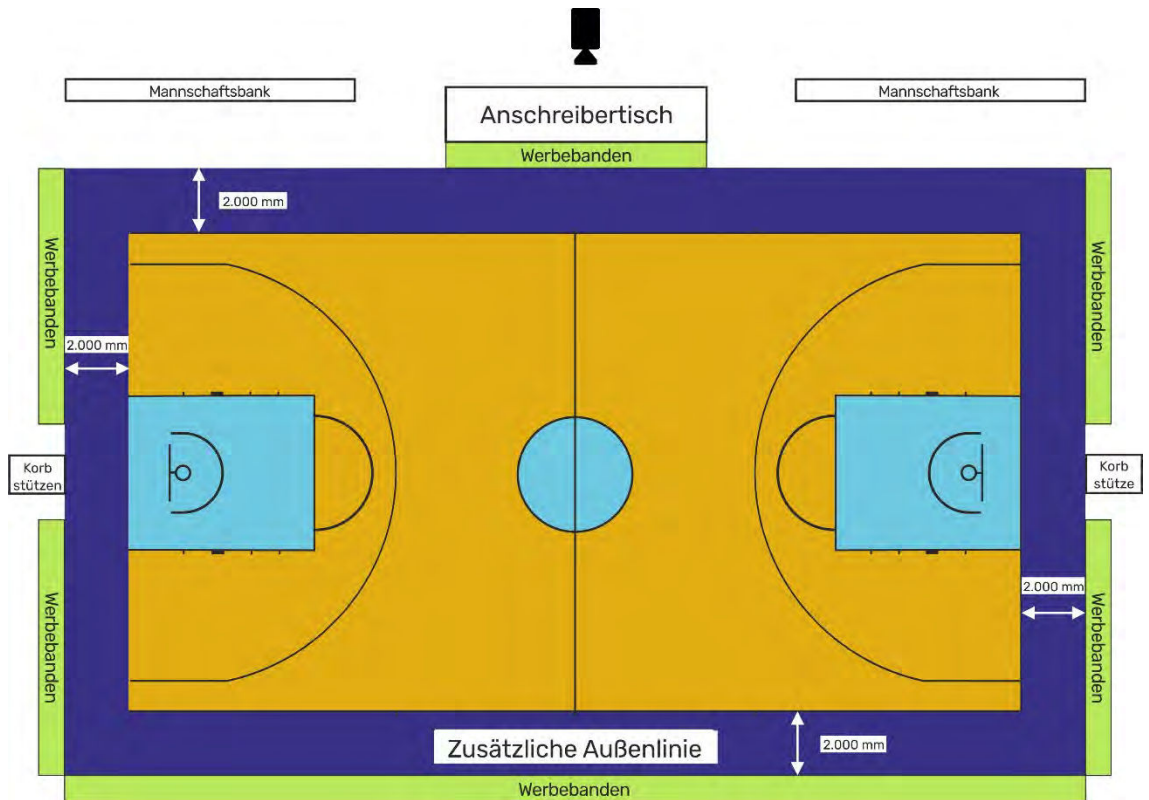 Mannschaftsbank
Mannschaftsbank
Anschreibertisch
Werbebanden
2.000 mm
Werbebanden
Werbebanden
2.000 mm
Korb
stützen
Korb
stütze
Werbebanden
2.000 mm
Werbebanden
Zusätzliche Außenlinie
2.000 mm
Werbebanden